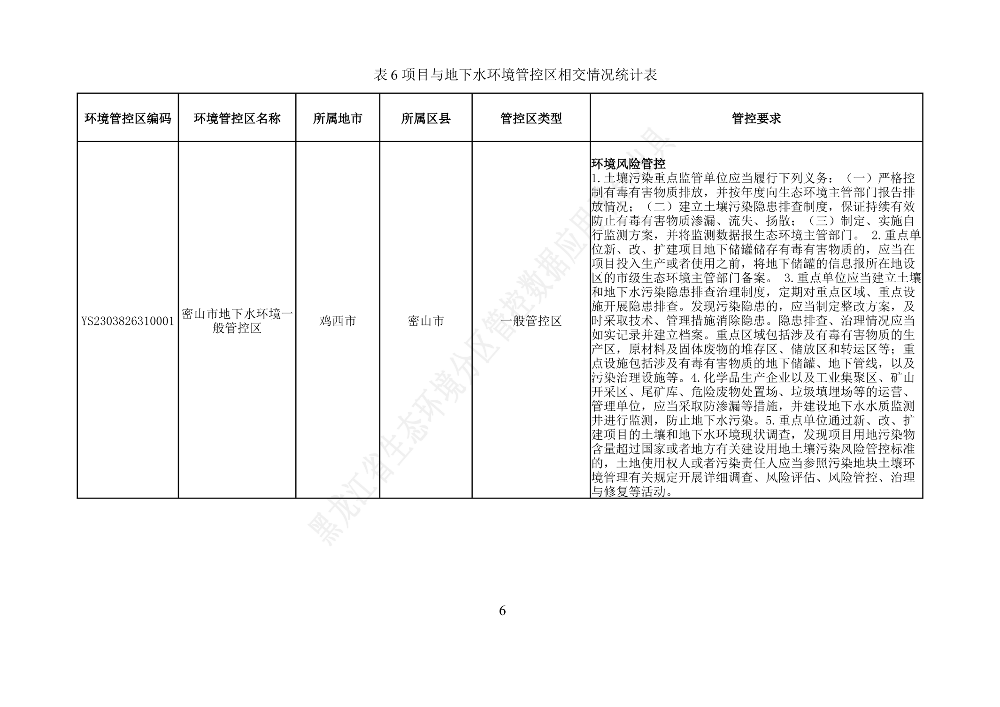 表 6 项目与地下水环境管控区相交情况统计表
环境管控区编码 环境管控区名称 所属地市 所属区县 管控区类型 管控要求
YS2303826310001
密山市地下水环境一
般管控区
鸡西市
密山市
一般管控区
环境风险管控
1.土壤污染重点监管单位应当履行下列义务：（一）严格控
制有毒有害物质排放，并按年度向生态环境主管部门报告排
放情况；（二）建立土壤污染隐患排查制度，保证持续有效
防止有毒有害物质渗漏、流失、扬散；（三）制定、实施自
行监测方案，并将监测数据报生态环境主管部门。 2.重点单
位新、改、扩建项目地下储罐储存有毒有害物质的，应当在
项目投入生产或者使用之前，将地下储罐的信息报所在地设
区的市级生态环境主管部门备案。 3.重点单位应当建立土壤
和地下水污染隐患排查治理制度，定期对重点区域、重点设
施开展隐患排查。发现污染隐患的，应当制定整改方案，及
时采取技术、管理措施消除隐患。隐患排查、治理情况应当
如实记录并建立档案。重点区域包括涉及有毒有害物质的生
产区，原材料及固体废物的堆存区、储放区和转运区等；重
点设施包括涉及有毒有害物质的地下储罐、地下管线，以及
污染治理设施等。4.化学品生产企业以及工业集聚区、矿山
开采区、尾矿库、危险废物处置场、垃圾填埋场等的运营、
管理单位，应当采取防渗漏等措施，并建设地下水水质监测
井进行监测，防止地下水污染。5.重点单位通过新、改、扩
建项目的土壤和地下水环境现状调查，发现项目用地污染物
含量超过国家或者地方有关建设用地土壤污染风险管控标准
的，土地使用权人或者污染责任人应当参照污染地块土壤环
境管理有关规定开展详细调查、风险评估、风险管控、治理
与修复等活动。
黑龙江省生态环境分区管控数据应用
具
6